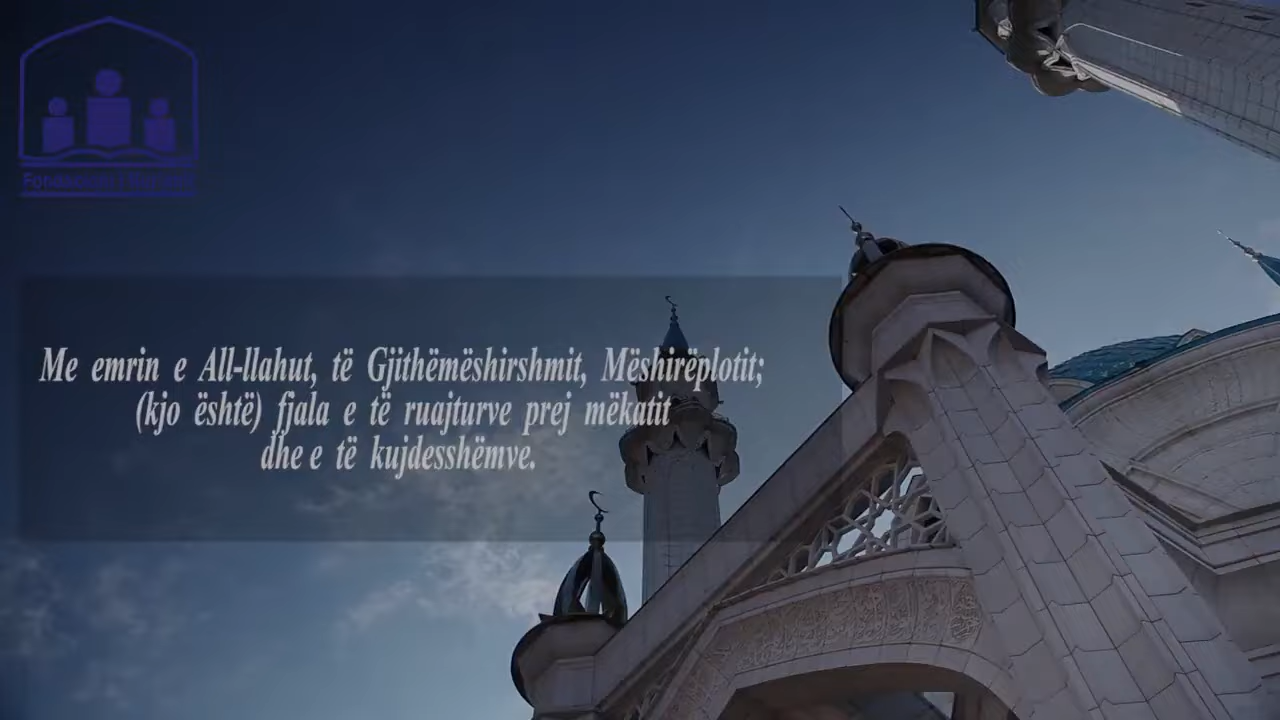 Me emrin e All-llahut, të Gjithëmëshirshmit, Mëshirëplotit;
(kjo është) fjala e të ruajturve prej mëkatit
dhe e të kujdesshëmve.